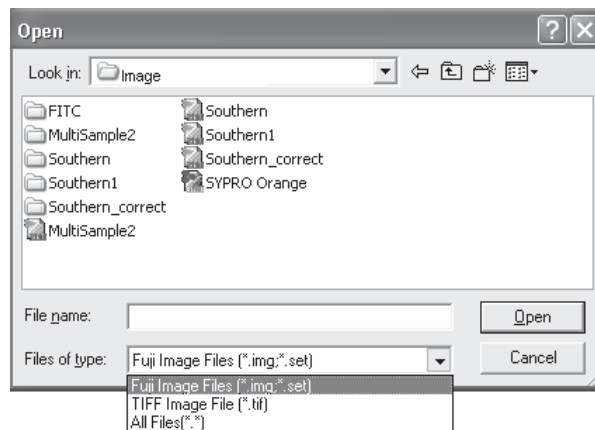 Open
Look in: Image
FITC
MultiSample2
Southern
Southern1
Southern_correct
MultiSample2
Southern
Southern1
Southern_correct
SYPRO Orange
File name:
Open
Files of type: Fuji Image Files (*.img;*.set)
Cancel
Fuji Image Files (*.img;*.set)
TIFF Image File (*.tif)
All Files(*.*)